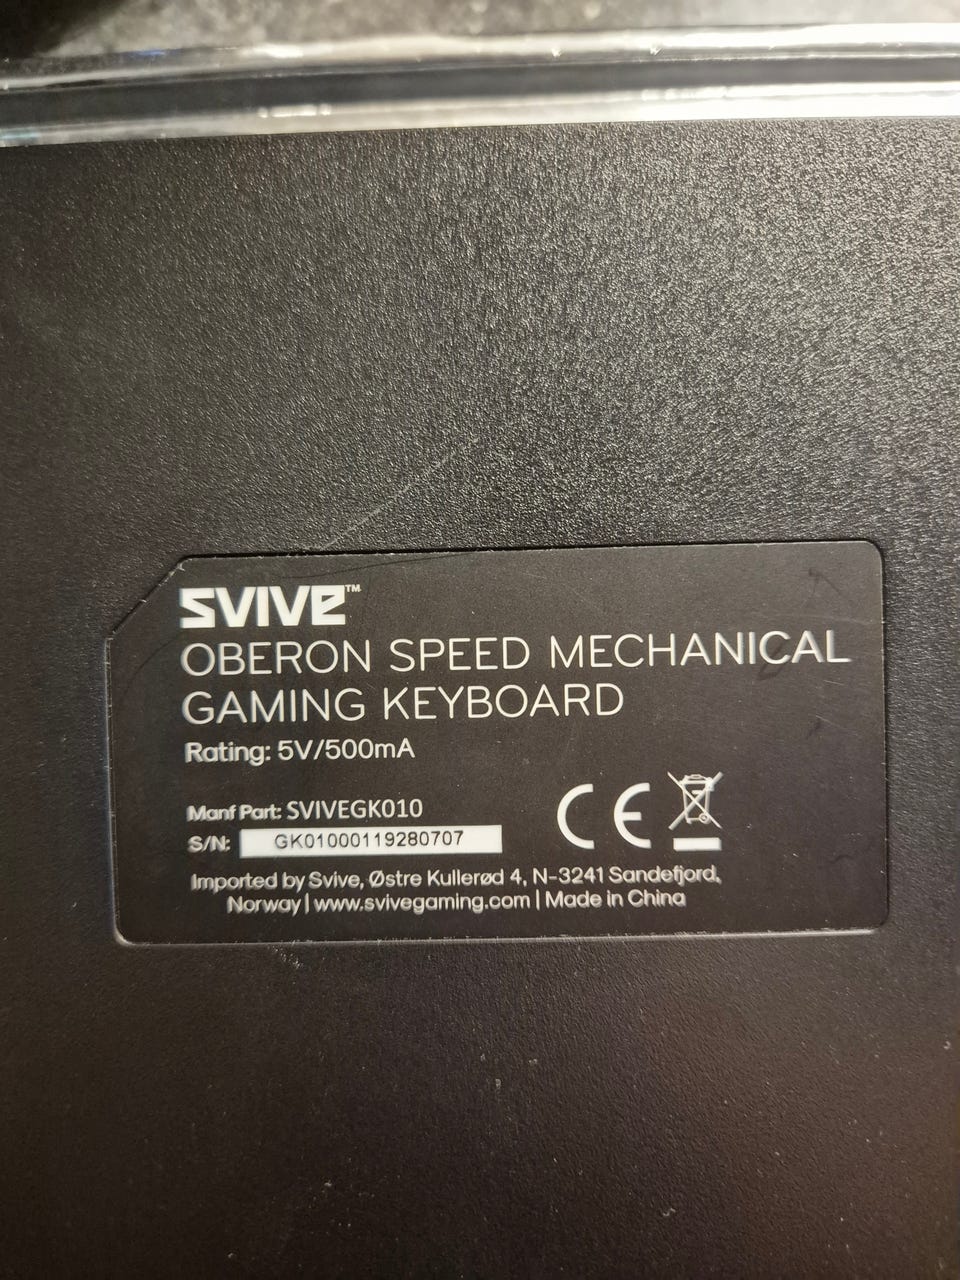 SVIVE™
OBERON SPEED MECHANICAL
GAMING KEYBOARD
Rating: 5V/500mA
Manf Part: SVIVEGK010
S/N: GK01000119280707
CE
Imported by Svive, Østre Kullerød 4, N-3241 Sandefjord,
Norway | www.svivegaming.com | Made in China